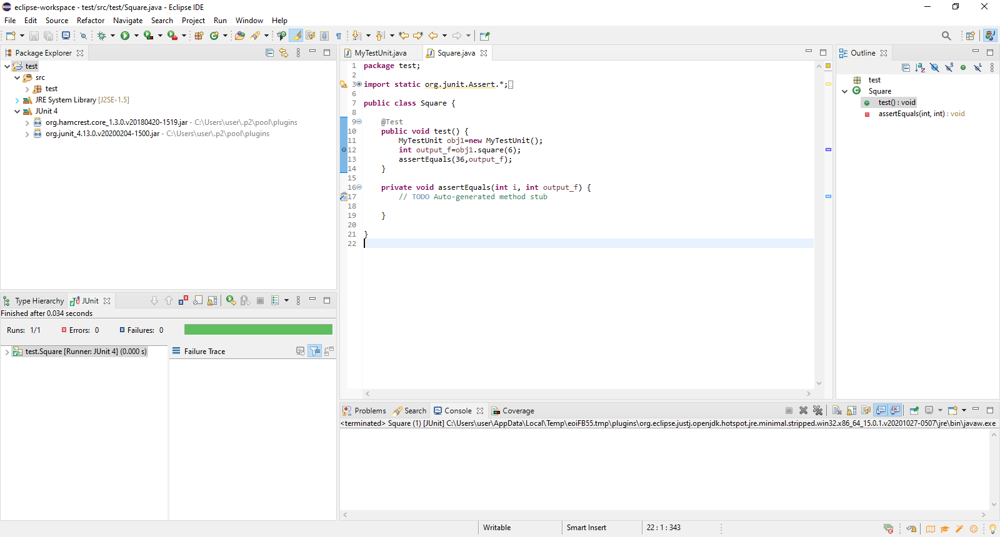 eclipse-workspace - test/src/test/Square.java - Eclipse IDE
File Edit Source Refactor Navigate Search Project Run Window Help
Package Explorer
test
src
test
JRE System Library [J2SE-1.5]
JUnit 4
org.hamcrest.core_1.3.0.v20180420-1519.jar - C:\Users\user\.p2\pool\plugins
org.junit_4.13.0.v20200204-1500.jar - C:\Users\user\.p2\pool\plugins
Type Hierarchy JUnit
Finished after 0.034 seconds
Runs: 1/1 Errors: 0 Failures: 0
test.Square [Runner: JUnit 4] (0.000 s)
Failure Trace
MyTestUnit.java Square.java
1 package test;
2
3 import static org.junit.Assert.*;
6
7 public class Square {
8
9 @Test
10 public void test() {
11 MyTestUnit obj1=new MyTestUnit();
12 int output_f=obj1.square(6);
13 assertEquals(36,output_f);
14 }
15
16 private void assertEquals(int i, int output_f) {
17 // TODO Auto-generated method stub
18
19 }
20
21 }
22
Outline
test
Square
test() : void
assertEquals(int, int) : void
Problems Search Console Coverage
<terminated> Square (1) [JUnit] C:\Users\user\AppData\Local\Temp\eoiFB55.tmp\plugins\org.eclipse.justj.openjdk.hotspot.jre.minimal.stripped.win32.x86_64_15.0.1.v20201027-0507\jre\bin\javaw.exe
Writable Smart Insert 22 : 1 : 343